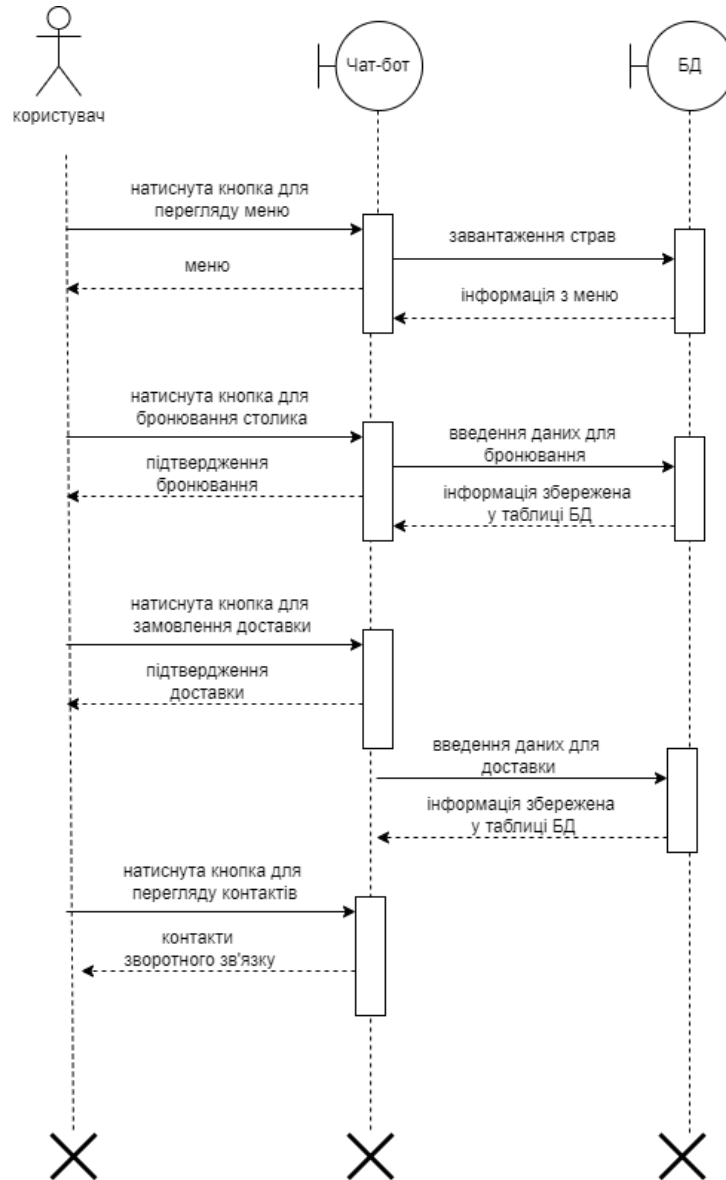 Чат-бот
БД
користувач
натиснута кнопка для
перегляду меню
завантаження страв
меню
інформація з меню
натиснута кнопка для
бронювання столика
введення даних для
бронювання
підтвердження
бронювання
інформація збережена
у таблиці БД
натиснута кнопка для
замовлення доставки
підтвердження
доставки
введення даних для
доставки
інформація збережена
у таблиці БД
натиснута кнопка для
перегляду контактів
контакти
зворотного зв'язку